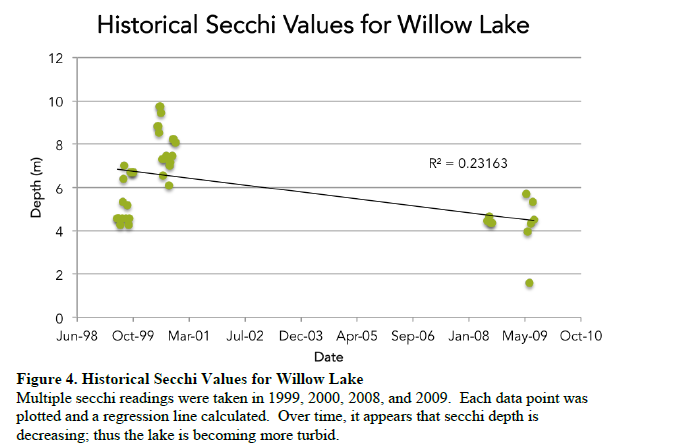 Historical Secchi Values for Willow Lake
12
10
8
6
4
2
0
Depth (m)
R² = 0.23163
Jun-98 Oct-99 Mar-01 Jul-02 Dec-03 Apr-05 Sep-06 Jan-08 May-09 Oct-10
Date
Figure 4. Historical Secchi Values for Willow Lake
Multiple secchi readings were taken in 1999, 2000, 2008, and 2009. Each data point was
plotted and a regression line calculated. Over time, it appears that secchi depth is
decreasing; thus the lake is becoming more turbid.